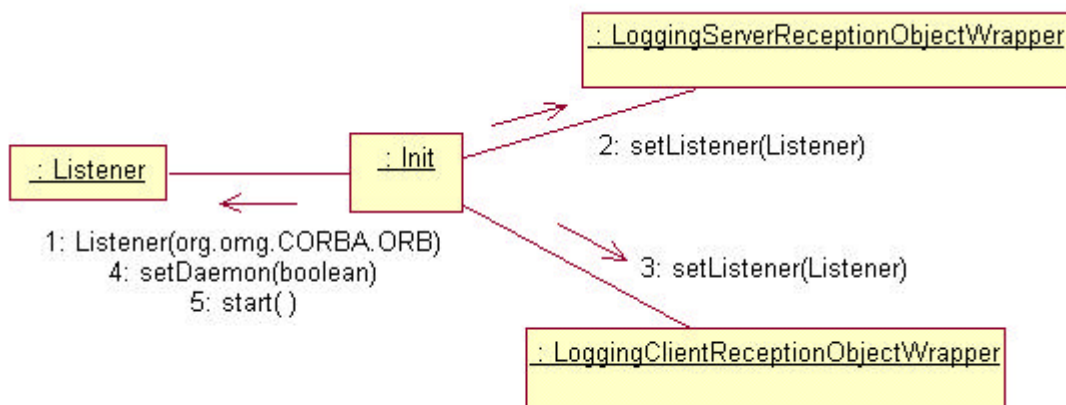 : LoggingServerReceptionObjectWrapper
2: setListener(Listener)
: Init
: Listener
1: Listener(org.omg.CORBA.ORB)
4: setDaemon(boolean)
5: start( )
3: setListener(Listener)
: LoggingClientReceptionObjectWrapper